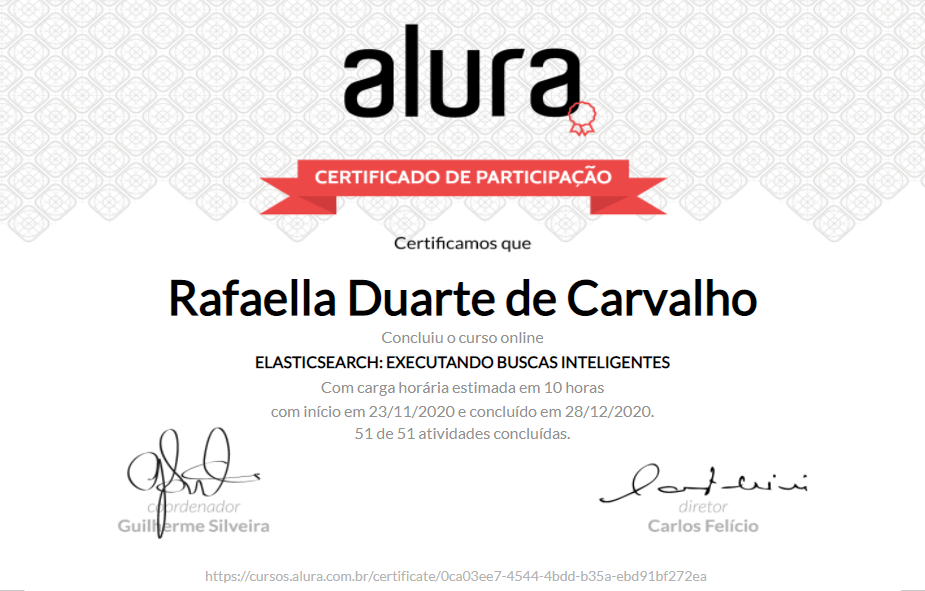 alura
CERTIFICADO DE PARTICIPAÇÃO
Certificamos que
Rafaella Duarte de Carvalho
Concluiu o curso online
ELASTICSEARCH: EXECUTANDO BUSCAS INTELIGENTES
Com carga horária estimada em 10 horas
com início em 23/11/2020 e concluído em 28/12/2020.
51 de 51 atividades concluídas.
coordenador
Guilherme Silveira
diretor
Carlos Felício
https://cursos.alura.com.br/certificate/0ca03ee7-4544-4bdd-b35a-ebd91bf272ea